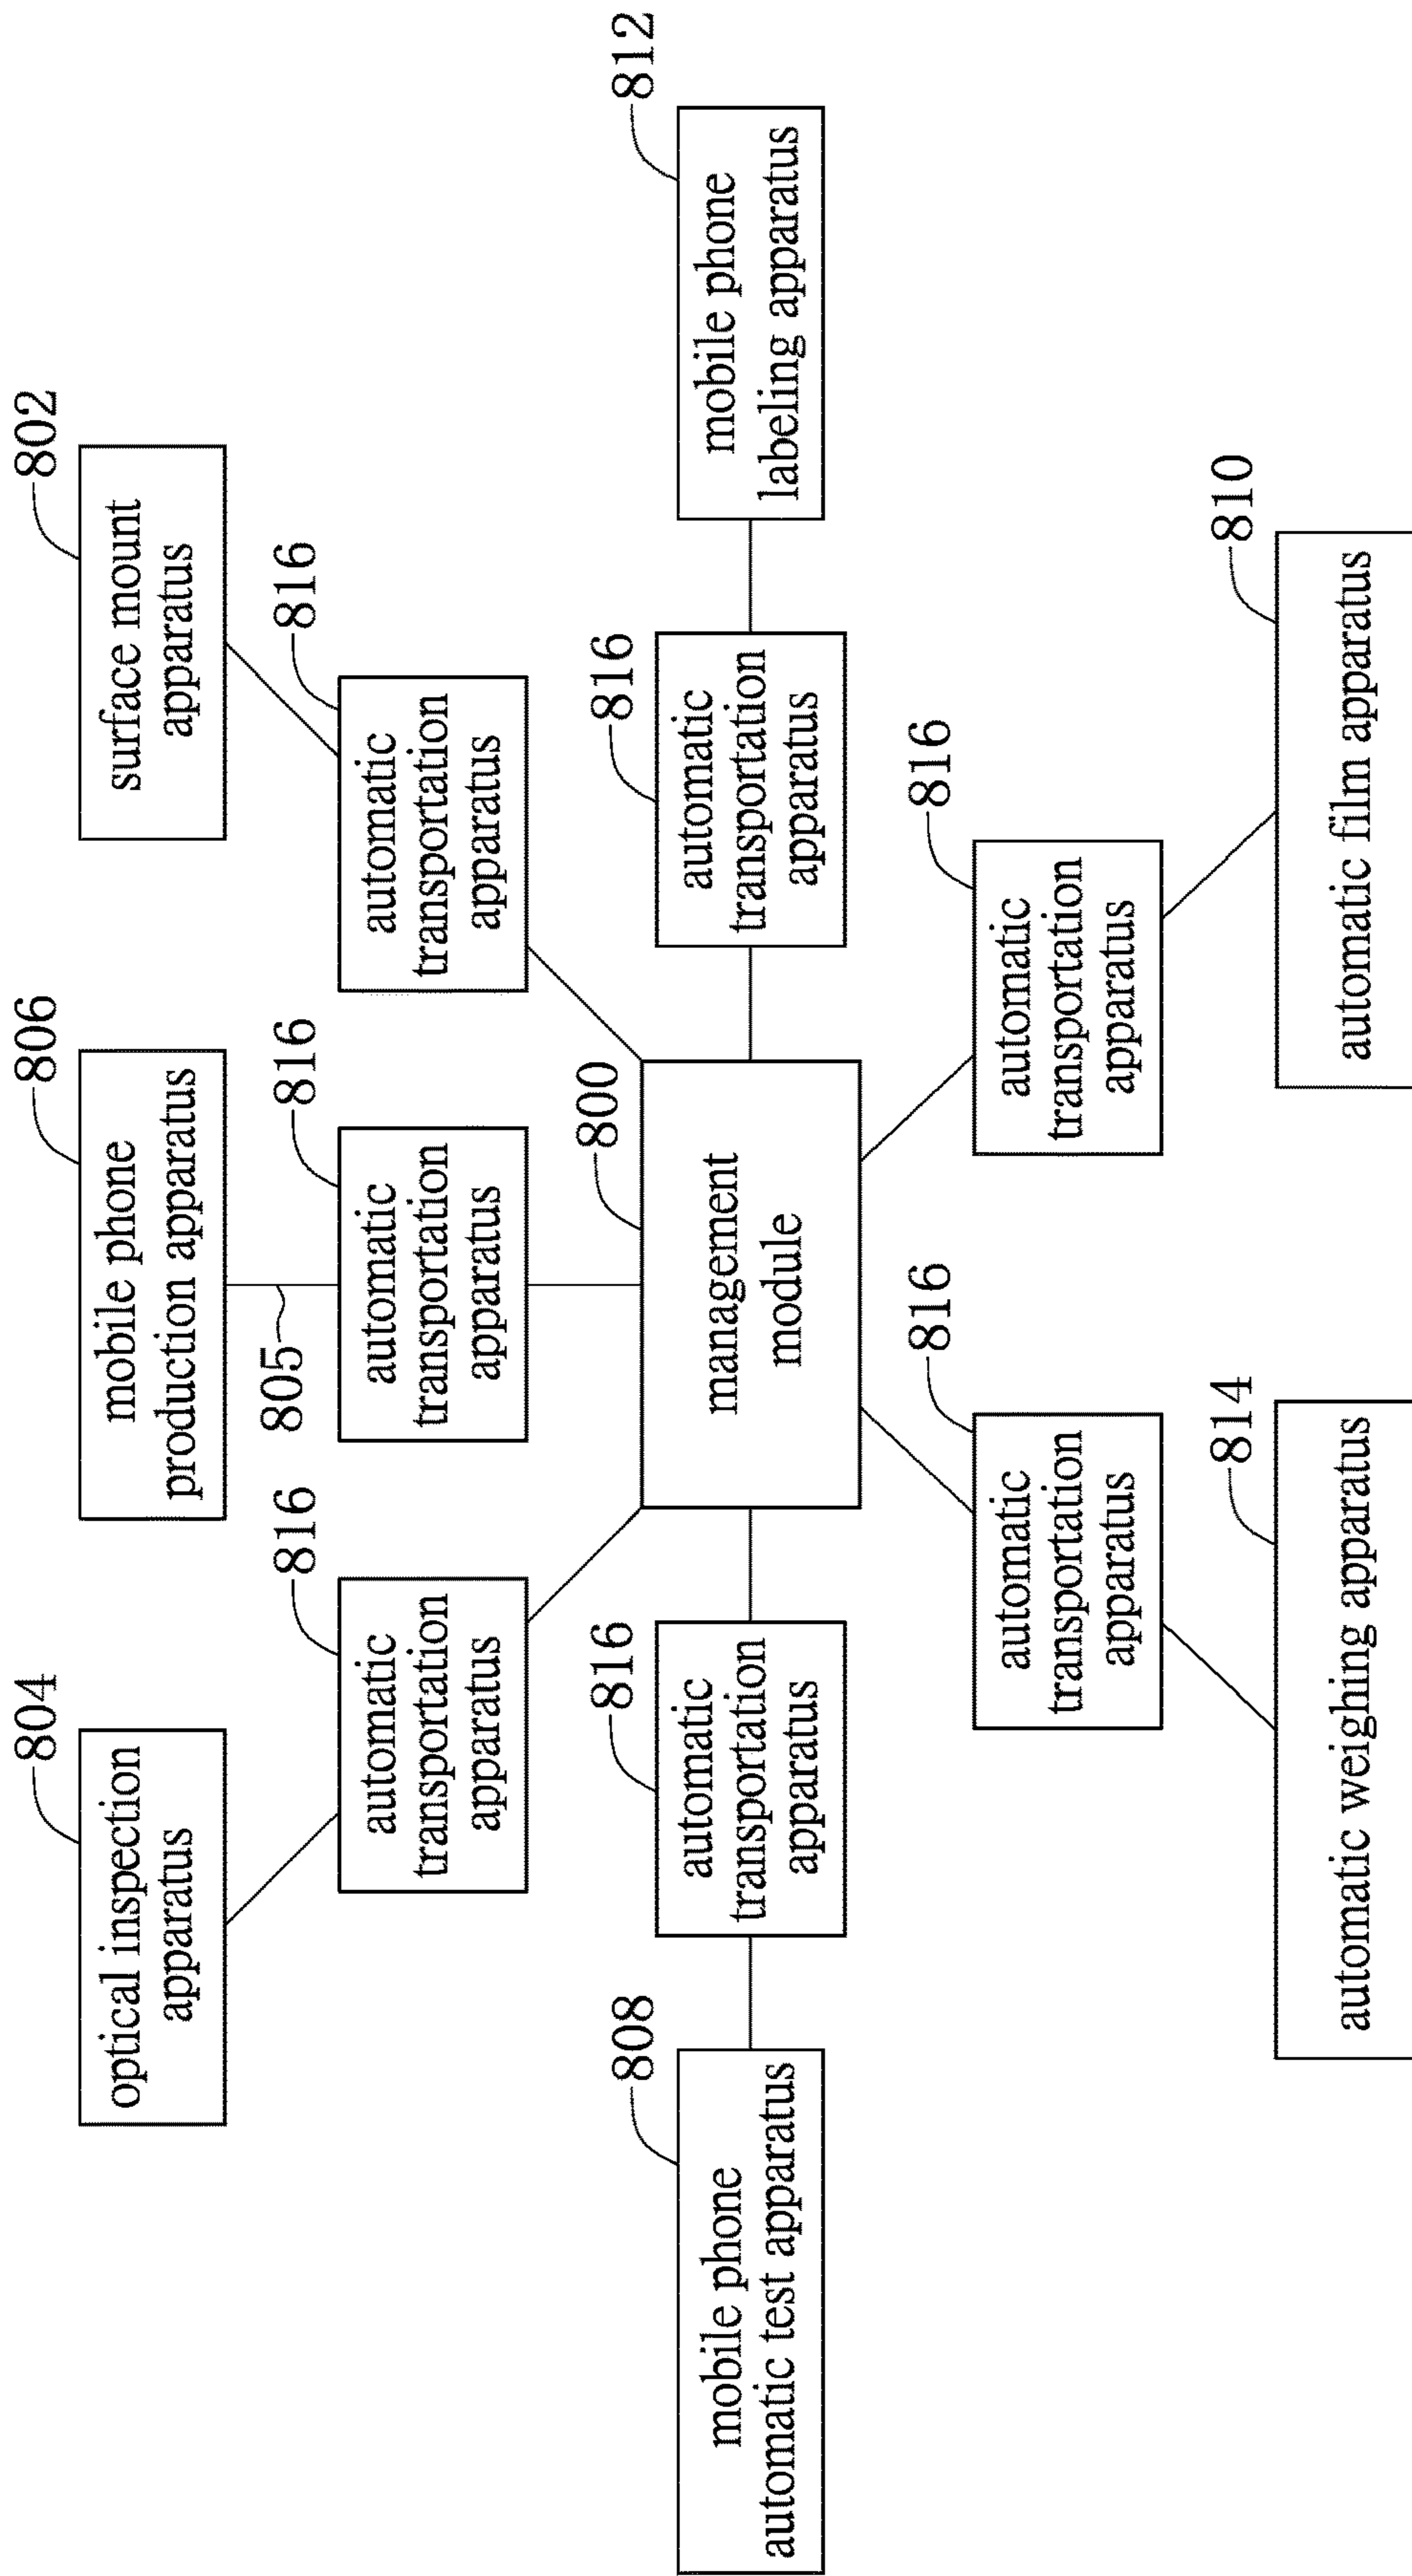 804
optical inspection
apparatus
806
mobile phone
production apparatus
802
surface mount
apparatus
805
816
automatic
transportation
apparatus
816
automatic
transportation
apparatus
816
automatic
transportation
apparatus
808
mobile phone
automatic test apparatus
816
automatic
transportation
apparatus
800
management
module
816
automatic
transportation
apparatus
812
mobile phone
labeling apparatus
816
automatic
transportation
apparatus
816
automatic
transportation
apparatus
814
automatic weighing apparatus
810
automatic film apparatus